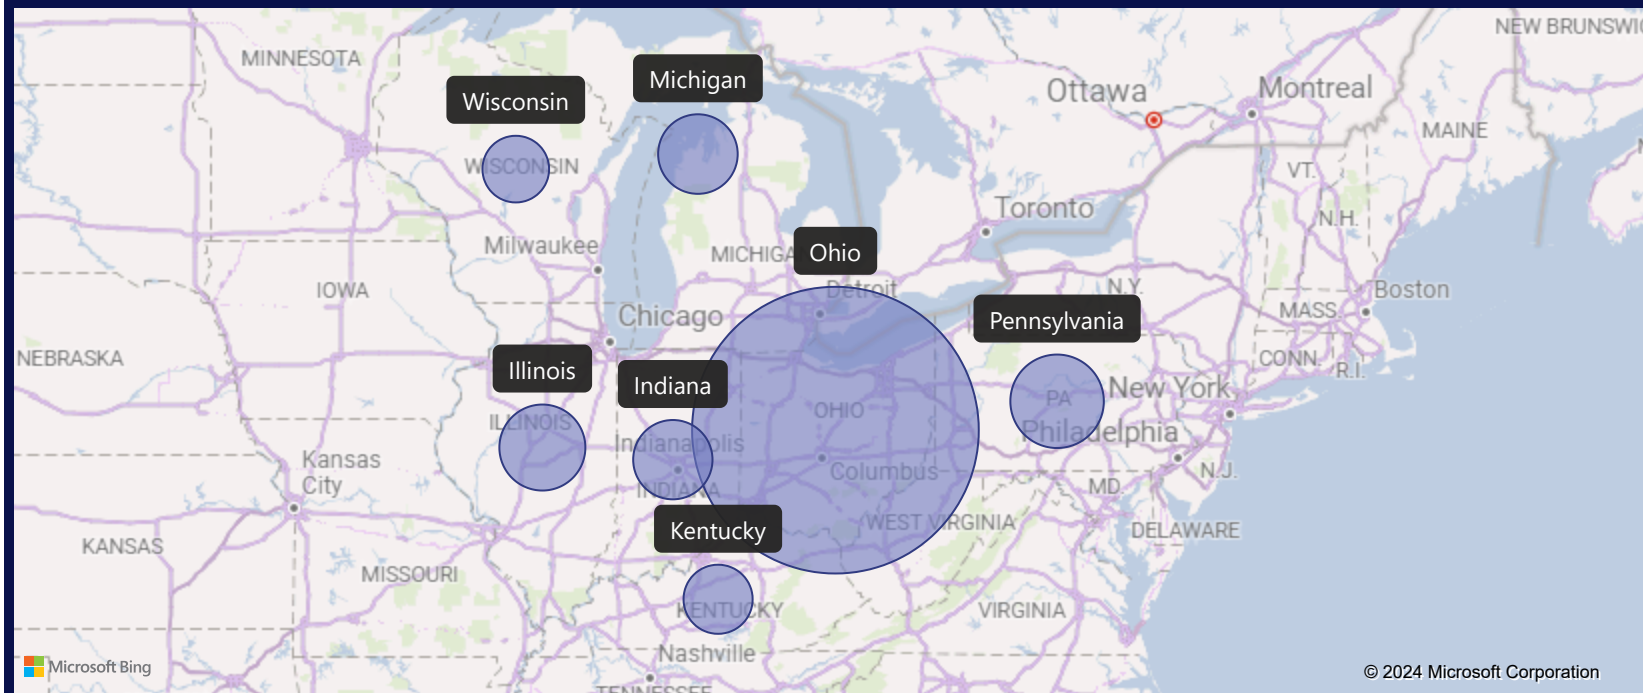 NEW BRUNSWIC
MINNESOTA
Michigan
Wisconsin
Ottawa
Montreal
MAINE
WISCONSIN
VT.
Toronto
N.H.
Milwaukee
MICHIGA
Ohio
IOWA
Detroit
N.Y.
Boston
Chicago
Pennsylvania
MASS.
NEBRASKA
CONN.
R.I.
Illinois
Indiana
PA
New York
OHIO
ILLINOIS
Indianapolis
Philadelphia
Kansas
City
Columbus
N.J.
INDIANA
MD.
WEST VIRGINIA
Kentucky
DELAWARE
KANSAS
MISSOURI
KENTUCKY
VIRGINIA
Nashville
Microsoft Bing
© 2024 Microsoft Corporation
TENNESSEE